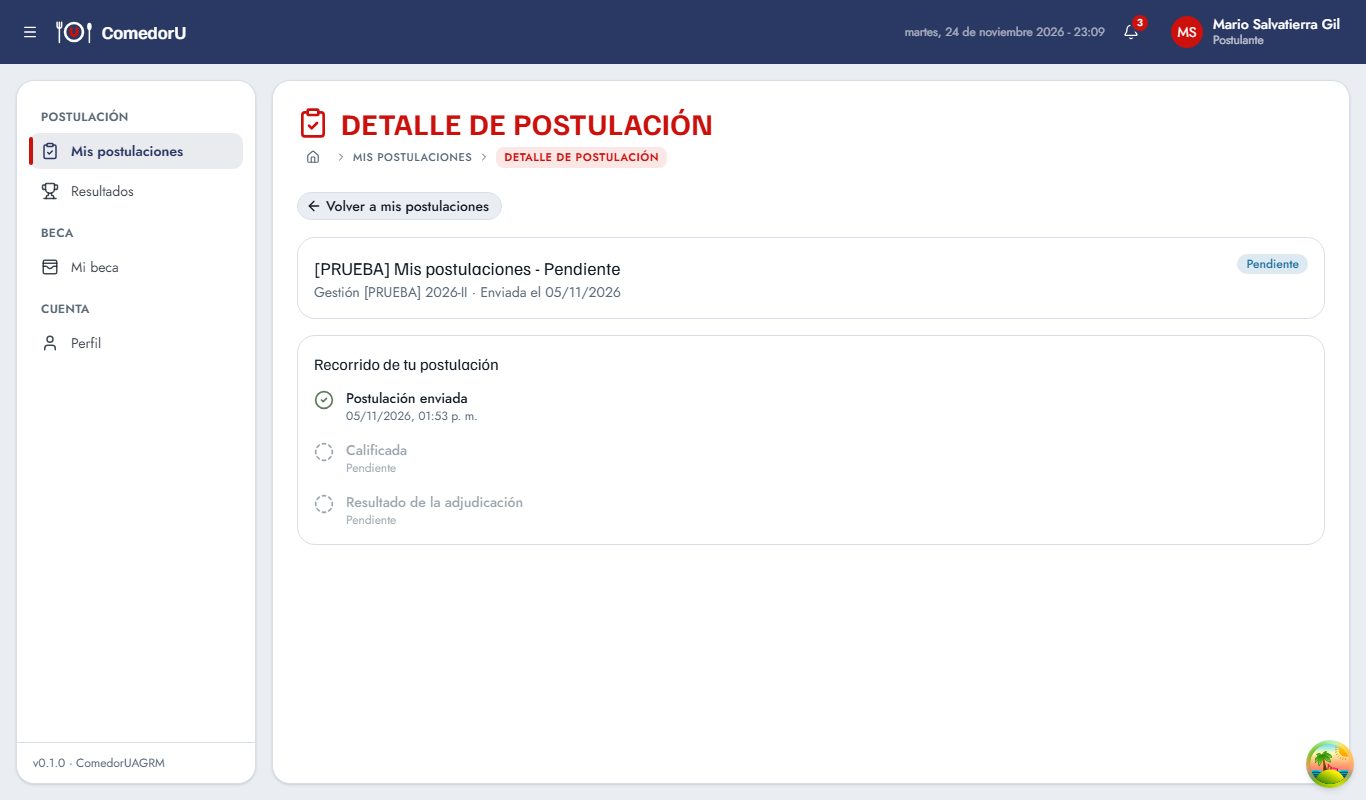 ComedorU
martes, 24 de noviembre 2026 - 23:09
3
MS
Mario Salvatierra Gil
Postulante
POSTULACIÓN
Mis postulaciones
Resultados
BECA
Mi beca
CUENTA
Perfil
v0.1.0 - ComedorUAGRM
DETALLE DE POSTULACIÓN
MIS POSTULACIONES
DETALLE DE POSTULACIÓN
Volver a mis postulaciones
[PRUEBA] Mis postulaciones - Pendiente
Pendiente
Gestión [PRUEBA] 2026-II · Enviada el 05/11/2026
Recorrido de tu postulación
Postulación enviada
05/11/2026, 01:53 p. m.
Calificada
Pendiente
Resultado de la adjudicación
Pendiente